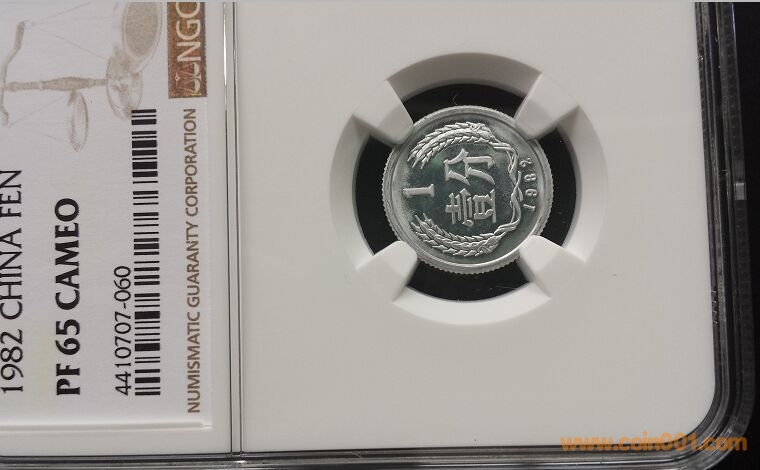 NGC
1982 CHINA FEN
PF 65 CAMEO
4410707-060
NUMISMATIC GUARANTY CORPORATION
1
壹分
1982
www.coin001.com